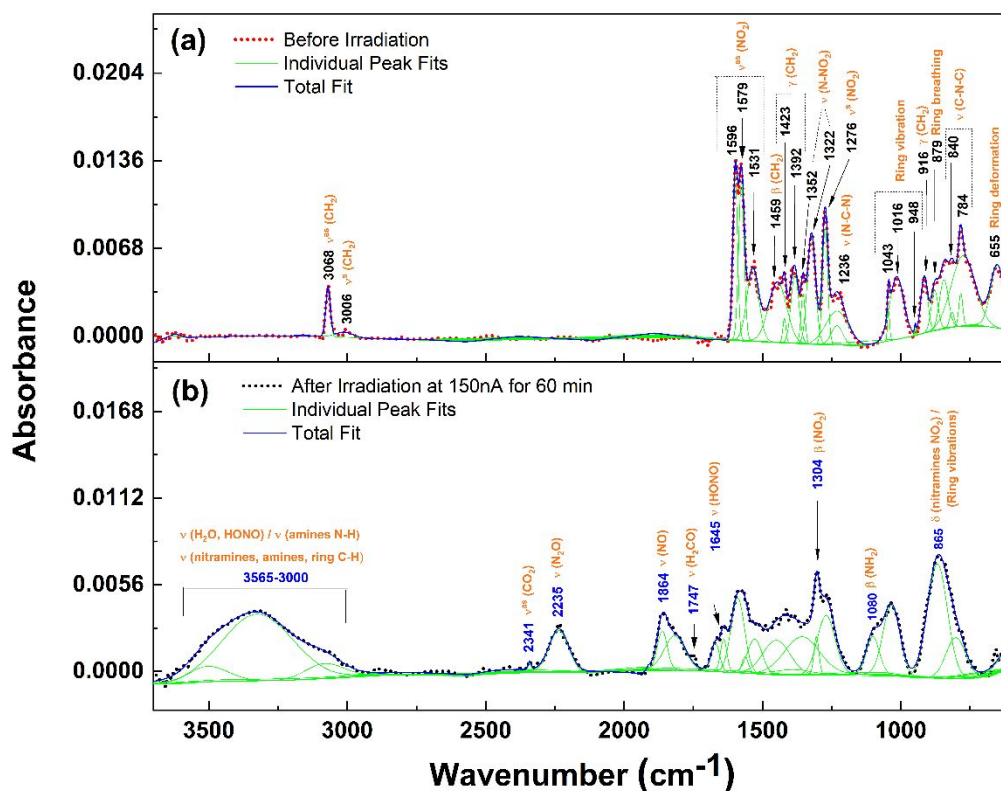 (a)
Before Irradiation
Individual Peak Fits
Total Fit
0.0204
0.0136
0.0068
0.0000
3068 νᵃˢ (CH₂)
3006 νˢ (CH₂)
νᵃˢ (NO₂)
1596
1579
1531
1459 β (CH₂)
γ (CH₂)
1423
1392
ν (N-NO₂)
1352
1322
1276 νˢ (NO₂)
1236 ν (N-C-N)
Ring vibration
1043
1016
948
916 γ (CH₂)
879 Ring breathing
ν (C-N-C)
840
784
655 Ring deformation
Absorbance
(b)
After Irradiation at 150nA for 60 min
Individual Peak Fits
Total Fit
0.0168
0.0112
0.0056
0.0000
ν (H₂O, HONO) / ν (amines N-H)
ν (nitramines, amines, ring C-H)
3565-3000
2341 νᵃˢ (CO₂)
2235 ν (N₂O)
1864 ν (NO)
1747 ν (H₂CO)
1645 ν (HONO)
1304 β (NO₂)
1080 β (NH₂)
865 δ (nitramines NO₂) /
(Ring vibrations)
3500 3000 2500 2000 1500 1000
Wavenumber (cm⁻¹)